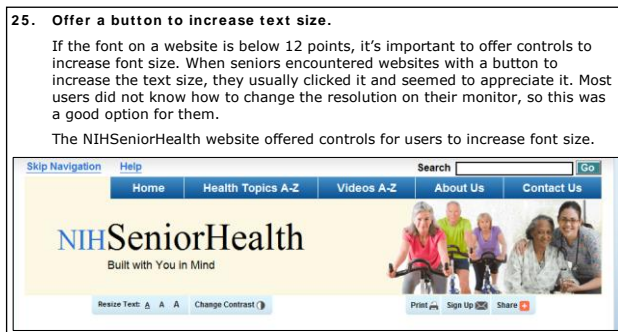 25. Offer a button to increase text size.
If the font on a website is below 12 points, it's important to offer controls to
increase font size. When seniors encountered websites with a button to
increase the text size, they usually clicked it and seemed to appreciate it. Most
users did not know how to change the resolution on their monitor, so this was
a good option for them.
The NIHSeniorHealth website offered controls for users to increase font size.
Skip Navigation Help Search Go
Home Health Topics A-Z Videos A-Z About Us Contact Us
NIHSeniorHealth
Built with You in Mind
Resize Text: A A A Change Contrast Print Sign Up Share